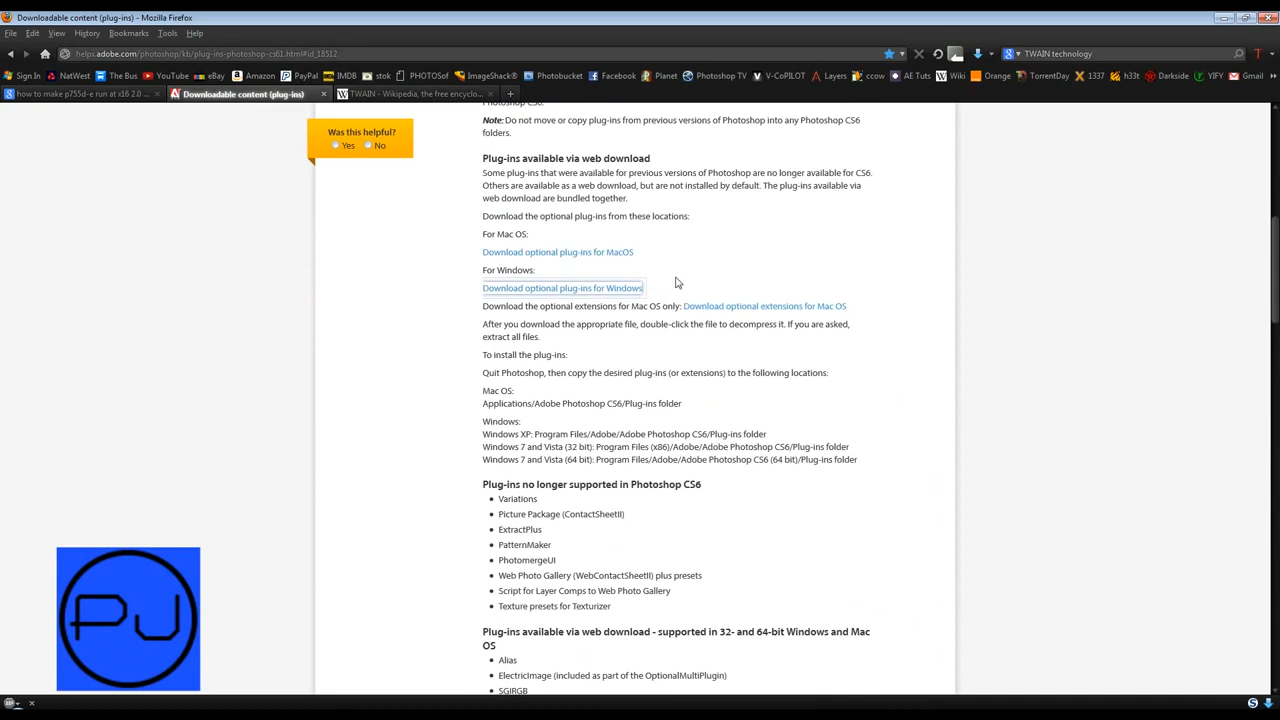 Downloadable content (plug-ins) - Mozilla Firefox
File Edit View History Bookmarks Tools Help
helpx.adobe.com/photoshop/kb/plug-ins-photoshop-cs61.html#id_18512
TWAIN technology
Sign In NatWest The Bus YouTube eBay Amazon PayPal IMDB stok PHOTOSof ImageShack® Photobucket Facebook Planet Photoshop TV V-CoPILOT Layers ccow AE Tuts Wiki Orange TorrentDay 1337 h33t Darkside YIFY Gmail
how to make p755d-e run at x16 2.0 ... Downloadable content (plug-ins) TWAIN - Wikipedia, the free encyclo...
Photoshop CS6.
Was this helpful?
Yes No
Note: Do not move or copy plug-ins from previous versions of Photoshop into any Photoshop CS6
folders.
Plug-ins available via web download
Some plug-ins that were available for previous versions of Photoshop are no longer available for CS6.
Others are available as a web download, but are not installed by default. The plug-ins available via
web download are bundled together.
Download the optional plug-ins from these locations:
For Mac OS:
Download optional plug-ins for MacOS
For Windows:
Download optional plug-ins for Windows
Download the optional extensions for Mac OS only: Download optional extensions for Mac OS
After you download the appropriate file, double-click the file to decompress it. If you are asked,
extract all files.
To install the plug-ins:
Quit Photoshop, then copy the desired plug-ins (or extensions) to the following locations:
Mac OS:
Applications/Adobe Photoshop CS6/Plug-ins folder
Windows:
Windows XP: Program Files/Adobe/Adobe Photoshop CS6/Plug-ins folder
Windows 7 and Vista (32 bit): Program Files (x86)/Adobe/Adobe Photoshop CS6/Plug-ins folder
Windows 7 and Vista (64 bit): Program Files/Adobe/Adobe Photoshop CS6 (64 bit)/Plug-ins folder
Plug-ins no longer supported in Photoshop CS6
Variations
Picture Package (ContactSheetII)
ExtractPlus
PatternMaker
PhotomergeUI
Web Photo Gallery (WebContactSheetII) plus presets
Script for Layer Comps to Web Photo Gallery
Texture presets for Texturizer
Plug-ins available via web download - supported in 32- and 64-bit Windows and Mac
OS
Alias
ElectricImage (included as part of the OptionalMultiPlugin)
SGIRGB
PJ